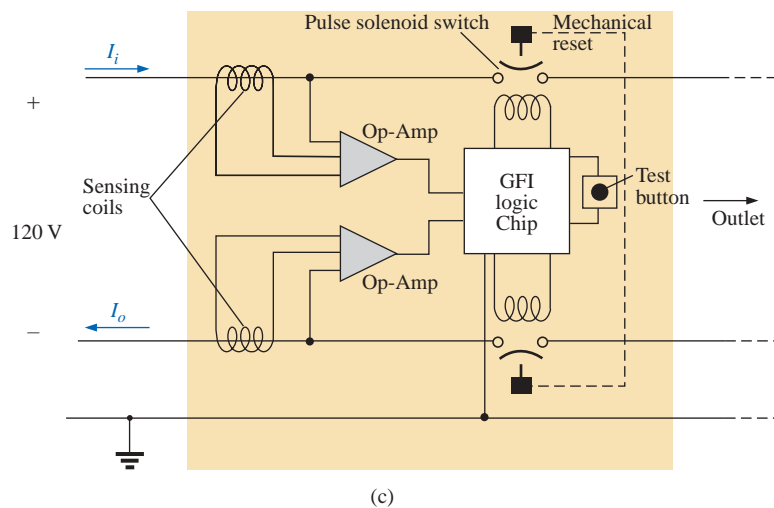 Pulse solenoid switch
Mechanical
reset
I_i
+
Op-Amp
Sensing
coils
GFI
logic
Chip
Test
button
Outlet
120 V
Op-Amp
I_o
−
(c)